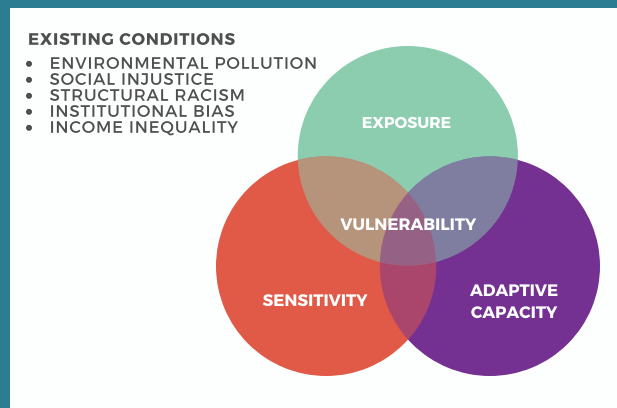 EXISTING CONDITIONS
• ENVIRONMENTAL POLLUTION
• SOCIAL INJUSTICE
• STRUCTURAL RACISM
• INSTITUTIONAL BIAS
• INCOME INEQUALITY
EXPOSURE
VULNERABILITY
SENSITIVITY
ADAPTIVE
CAPACITY